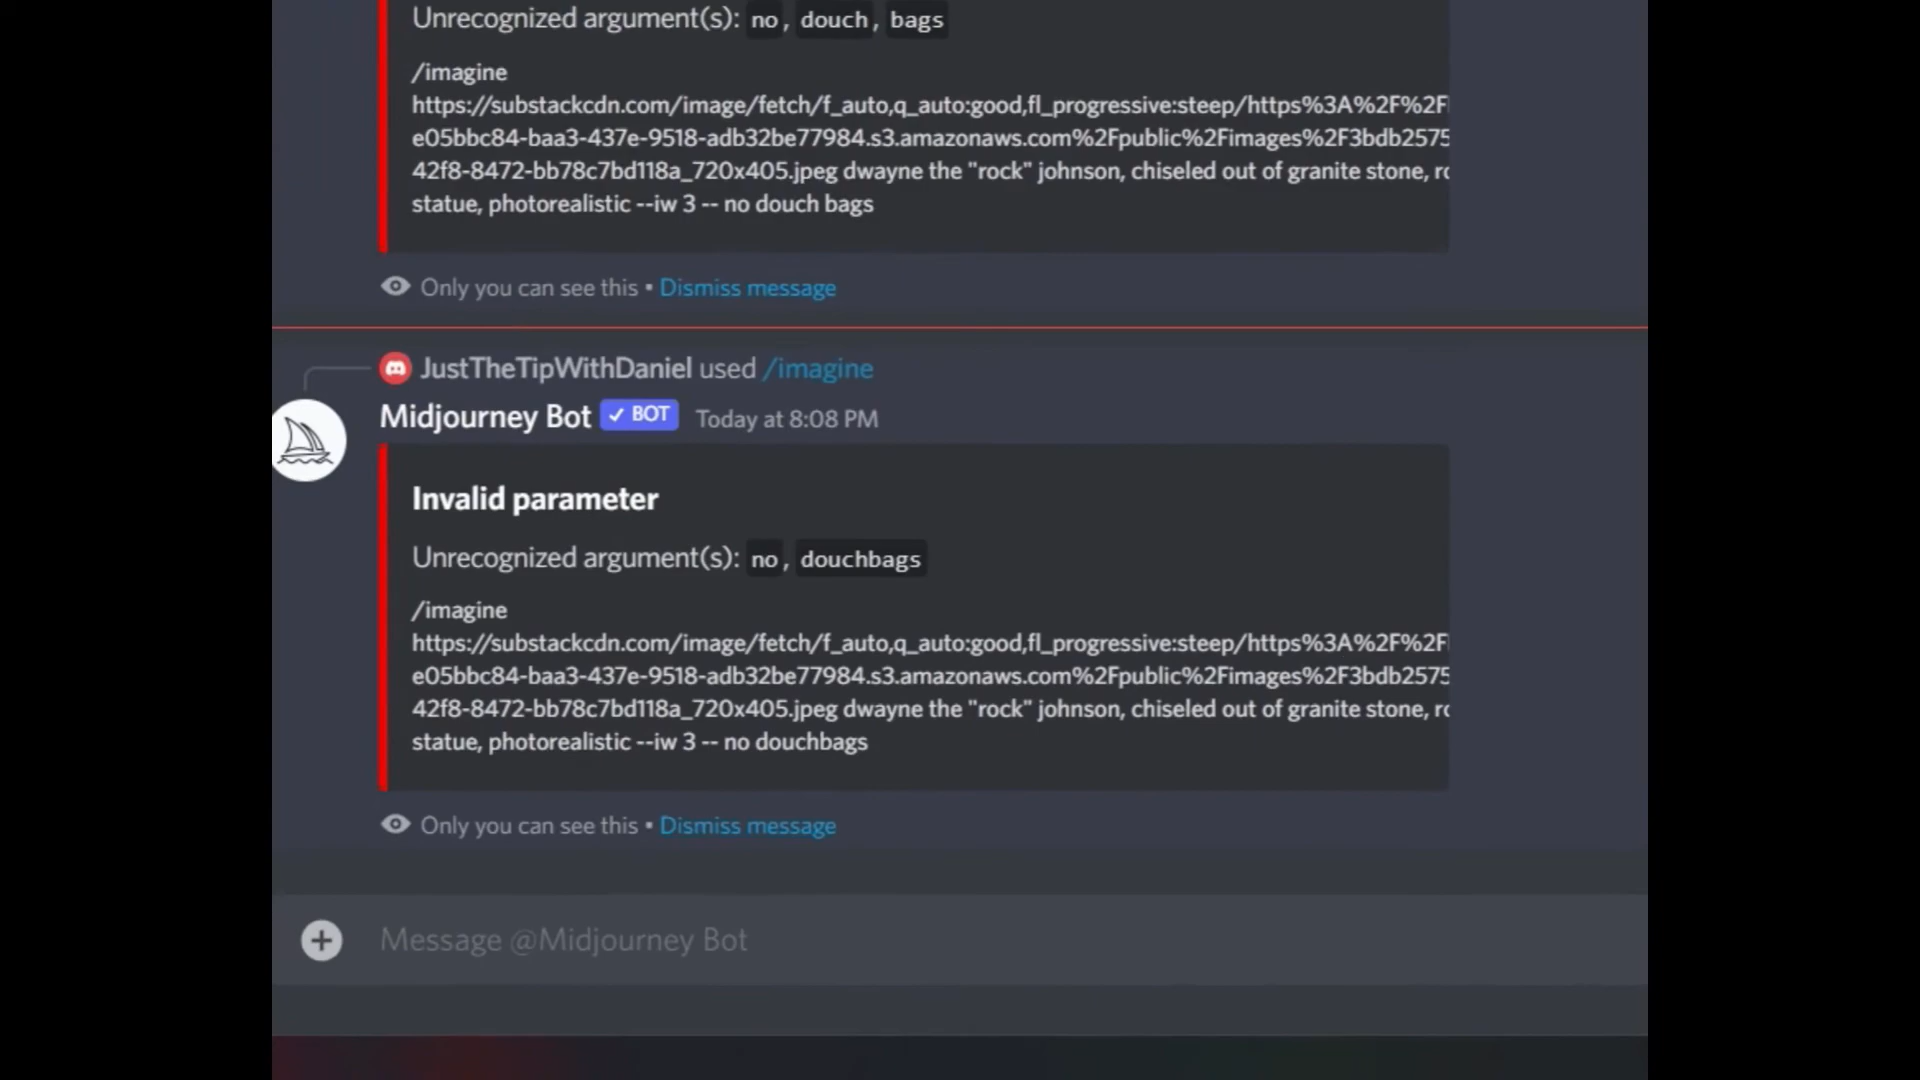 Unrecognized argument(s): no, douch, bags
/imagine
https://substackcdn.com/image/fetch/f_auto,q_auto:good,fl_progressive:steep/https%3A%2F%2F
e05bbc84-baa3-437e-9518-adb32be77984.s3.amazonaws.com%2Fpublic%2Fimages%2F3bdb2575
42f8-8472-bb78c7bd118a_720x405.jpeg dwayne the "rock" johnson, chiseled out of granite stone,
statue, photorealistic --iw 3 -- no douch bags
Only you can see this • Dismiss message
JustTheTipWithDaniel used /imagine
Midjourney Bot ✓ BOT Today at 8:08 PM
Invalid parameter
Unrecognized argument(s): no, douchbags
/imagine
https://substackcdn.com/image/fetch/f_auto,q_auto:good,fl_progressive:steep/https%3A%2F%2F
e05bbc84-baa3-437e-9518-adb32be77984.s3.amazonaws.com%2Fpublic%2Fimages%2F3bdb2575
42f8-8472-bb78c7bd118a_720x405.jpeg dwayne the "rock" johnson, chiseled out of granite stone,
statue, photorealistic --iw 3 -- no douchbags
Only you can see this • Dismiss message
Message @Midjourney Bot